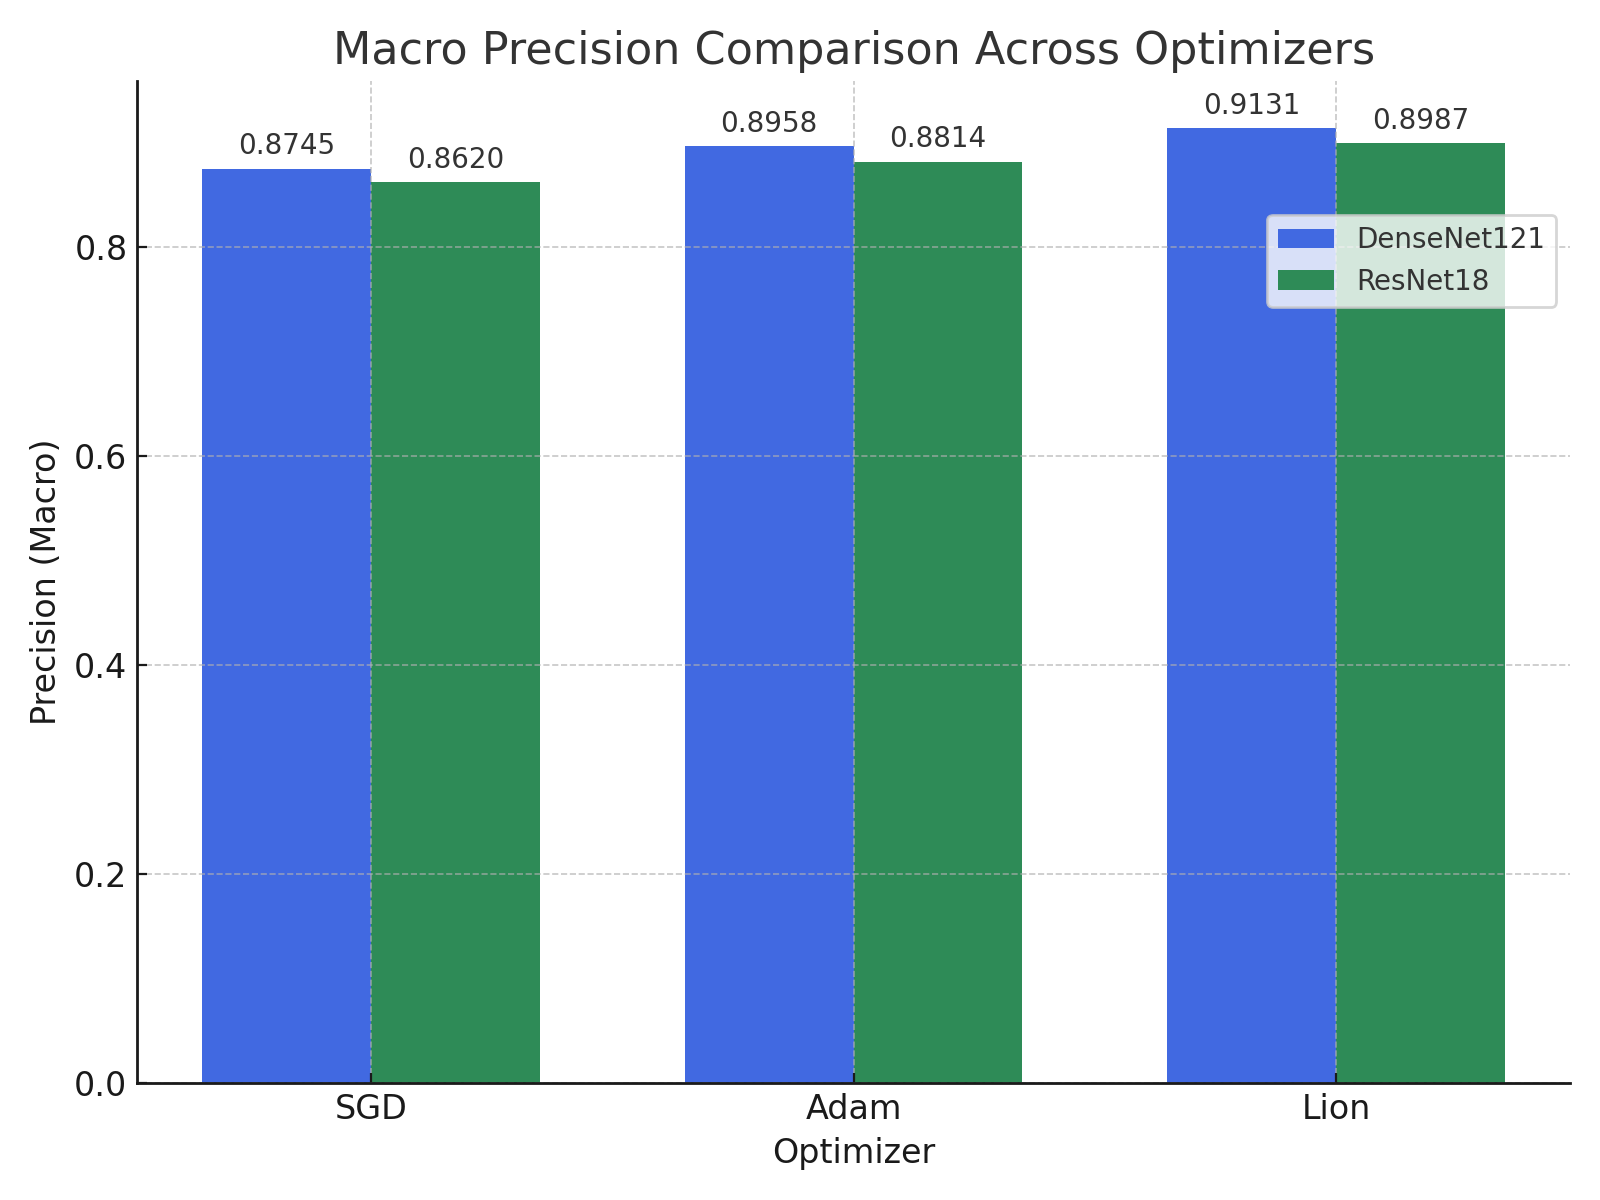 Macro Precision Comparison Across Optimizers
0.8745
0.8620
0.8958
0.8814
0.9131
0.8987
DenseNet121
ResNet18
Precision (Macro)
0.8
0.6
0.4
0.2
0.0
SGD
Adam
Lion
Optimizer